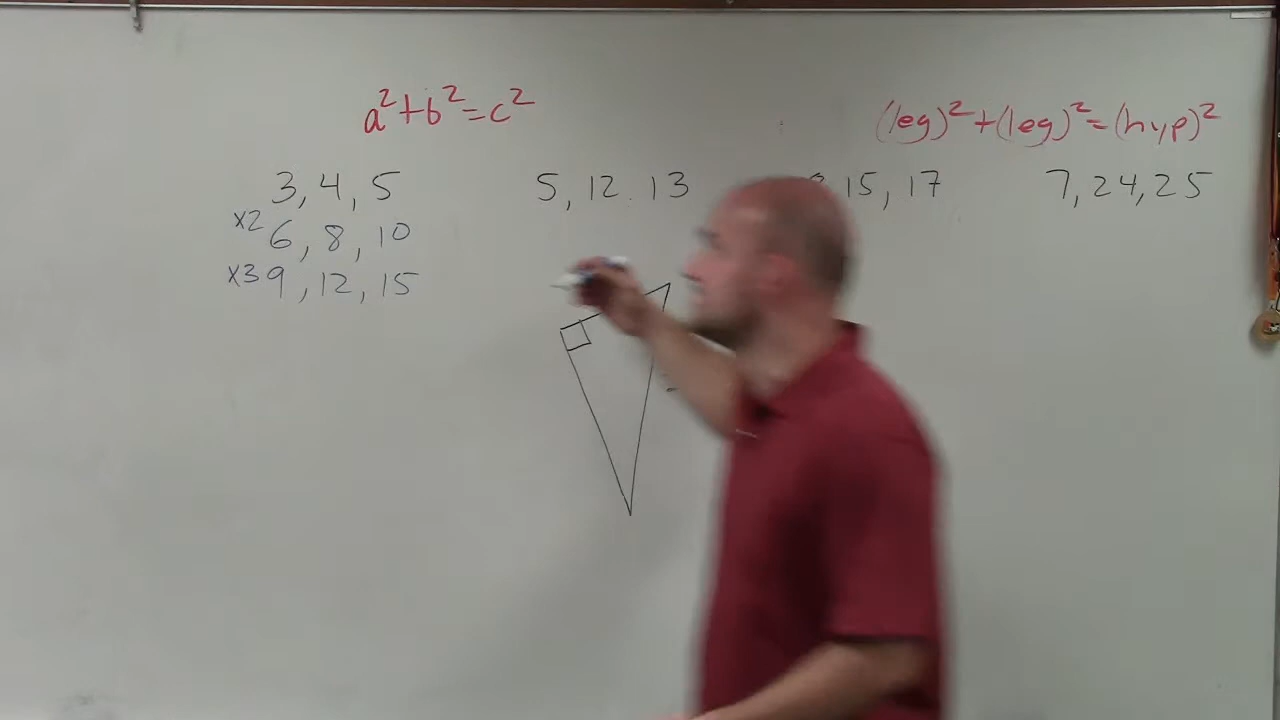 a²+b²=c²
(leg)²+(leg)²=(hyp)²
3, 4, 5
5, 12. 13
15, 17
7, 24, 25
x2 6, 8, 10
x3 9, 12, 15